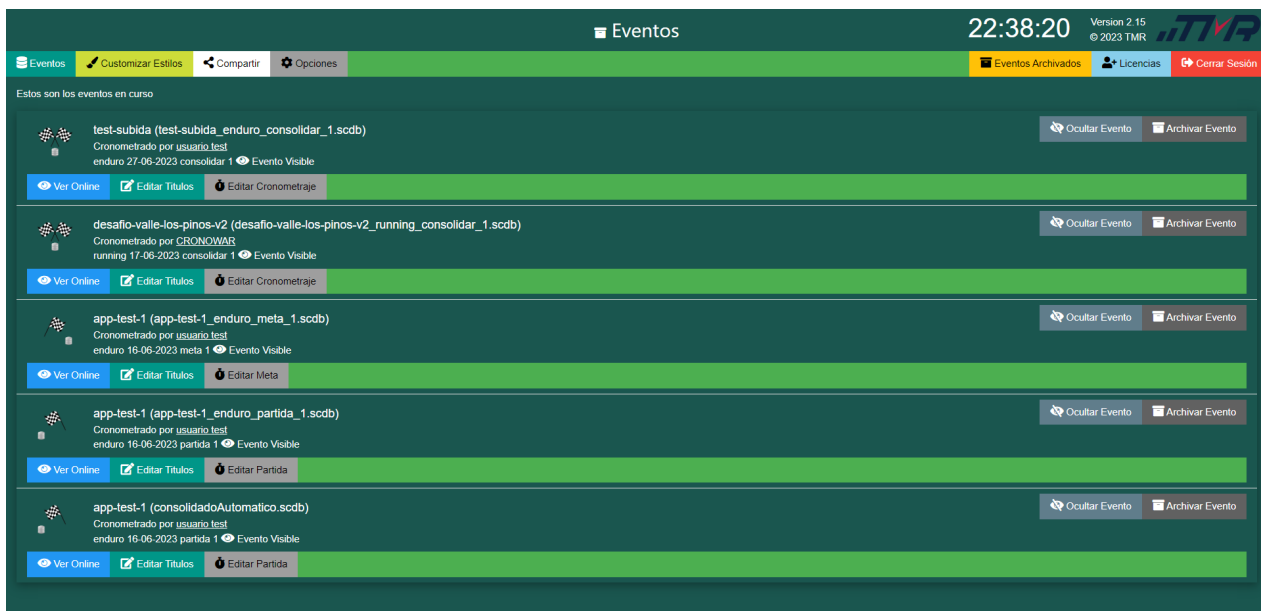 Eventos
22:38:20
Version 2.15
© 2023 TMR
TMR
Eventos
Customizar Estilos
Compartir
Opciones
Eventos Archivados
Licencias
Cerrar Sesión
Estos son los eventos en curso
test-subida (test-subida_enduro_consolidar_1.scdb)
Cronometrado por usuario test
enduro 27-06-2023 consolidar 1 Evento Visible
Ocultar Evento
Archivar Evento
Ver Online
Editar Titulos
Editar Cronometraje
desafio-valle-los-pinos-v2 (desafio-valle-los-pinos-v2_running_consolidar_1.scdb)
Cronometrado por CRONOWAR
running 17-06-2023 consolidar 1 Evento Visible
Ocultar Evento
Archivar Evento
Ver Online
Editar Titulos
Editar Cronometraje
app-test-1 (app-test-1_enduro_meta_1.scdb)
Cronometrado por usuario test
enduro 16-06-2023 meta 1 Evento Visible
Ocultar Evento
Archivar Evento
Ver Online
Editar Titulos
Editar Meta
app-test-1 (app-test-1_enduro_partida_1.scdb)
Cronometrado por usuario test
enduro 16-06-2023 partida 1 Evento Visible
Ocultar Evento
Archivar Evento
Ver Online
Editar Titulos
Editar Partida
app-test-1 (consolidadoAutomatico.scdb)
Cronometrado por usuario test
enduro 16-06-2023 partida 1 Evento Visible
Ocultar Evento
Archivar Evento
Ver Online
Editar Titulos
Editar Partida